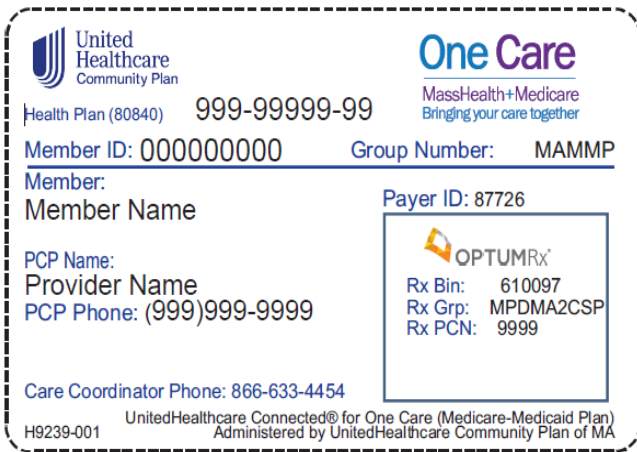 United
Healthcare
Community Plan
One Care
MassHealth+Medicare
Bringing your care together
Health Plan (80840) 999-99999-99
Member ID: 000000000 Group Number: MAMMP
Member:
Member Name
Payer ID: 87726
OPTUMRx®
PCP Name:
Provider Name
PCP Phone: (999)999-9999
Rx Bin: 610097
Rx Grp: MPDMA2CSP
Rx PCN: 9999
Care Coordinator Phone: 866-633-4454
UnitedHealthcare Connected® for One Care (Medicare-Medicaid Plan)
H9239-001 Administered by UnitedHealthcare Community Plan of MA